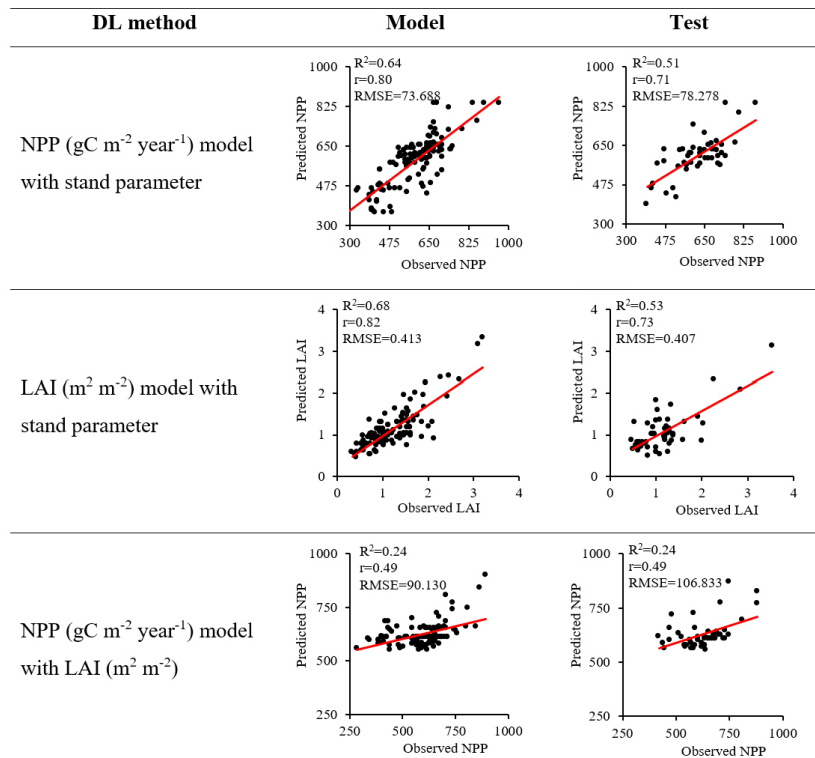 DL method Model Test
NPP (gC m⁻² year⁻¹) model
with stand parameter
R²=0.64
r=0.80
RMSE=73.688
Predicted NPP
1000
825
650
475
300
300 475 650 825 1000
Observed NPP
R²=0.51
r=0.71
RMSE=78.278
Predicted NPP
1000
825
650
475
300
300 475 650 825 1000
Observed NPP
LAI (m² m⁻²) model with
stand parameter
R²=0.68
r=0.82
RMSE=0.413
Predicted LAI
4
3
2
1
0
0 1 2 3 4
Observed LAI
R²=0.53
r=0.73
RMSE=0.407
Predicted LAI
4
3
2
1
0
0 1 2 3 4
Observed LAI
NPP (gC m⁻² year⁻¹) model
with LAI (m² m⁻²)
R²=0.24
r=0.49
RMSE=90.130
Predicted NPP
1000
750
500
250
250 500 750 1000
Observed NPP
R²=0.24
r=0.49
RMSE=106.833
Predicted NPP
1000
750
500
250
250 500 750 1000
Observed NPP